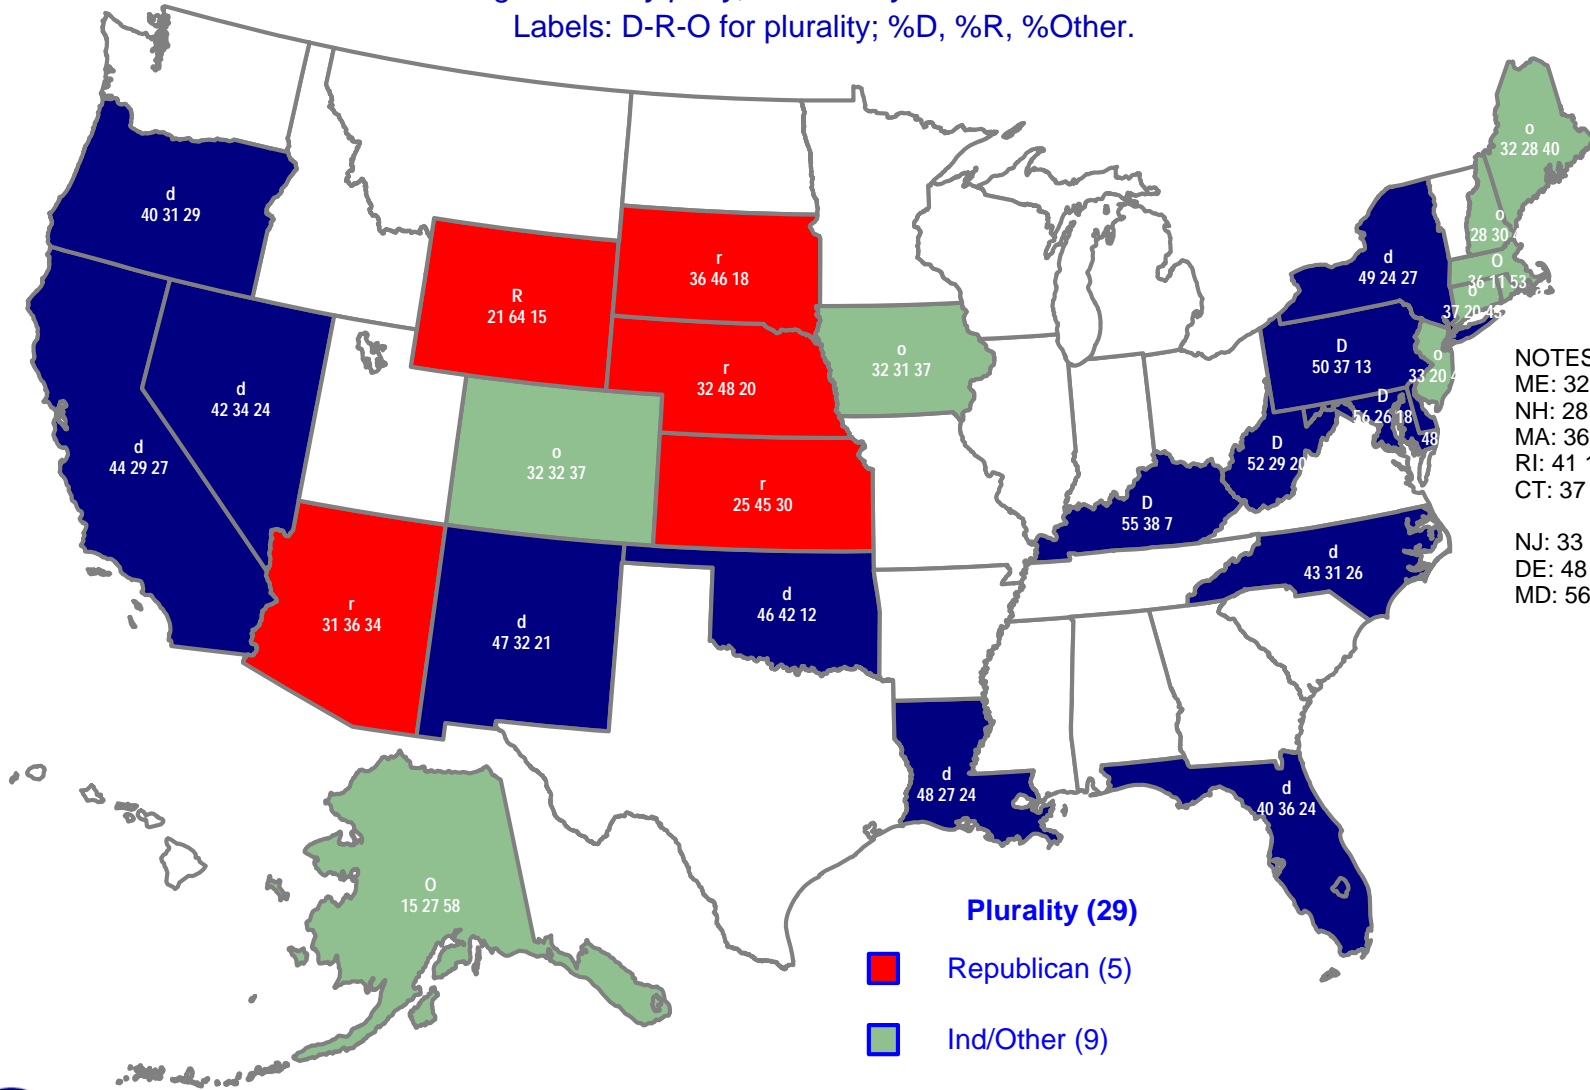 Labels: D-R-O for plurality; %D, %R, %Other.
o
32 28 40
d
40 31 29
o
28 30
d
49 24 27
O
36 11 53
r
36 46 18
R
21 64 15
o
37 20
D
50 37 13
o
32 31 37
o
33 20
NOTES
ME: 32
NH: 28
MA: 36
RI: 41 1
CT: 37
NJ: 33
DE: 48
MD: 56
r
32 48 20
d
42 34 24
D
56 26 18
48
d
44 29 27
o
32 32 37
D
52 29 20
r
25 45 30
D
55 38 7
d
43 31 26
r
31 36 34
d
46 42 12
d
47 32 21
d
48 27 24
d
40 36 24
O
15 27 58
Plurality (29)
Republican (5)
Ind/Other (9)